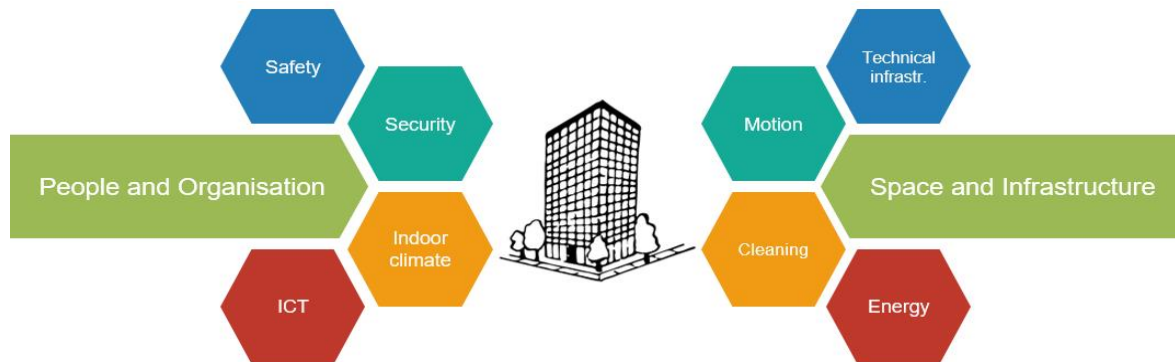 Safety
Security
People and Organisation
Indoor
climate
ICT
Technical
infrastr.
Motion
Space and Infrastructure
Cleaning
Energy